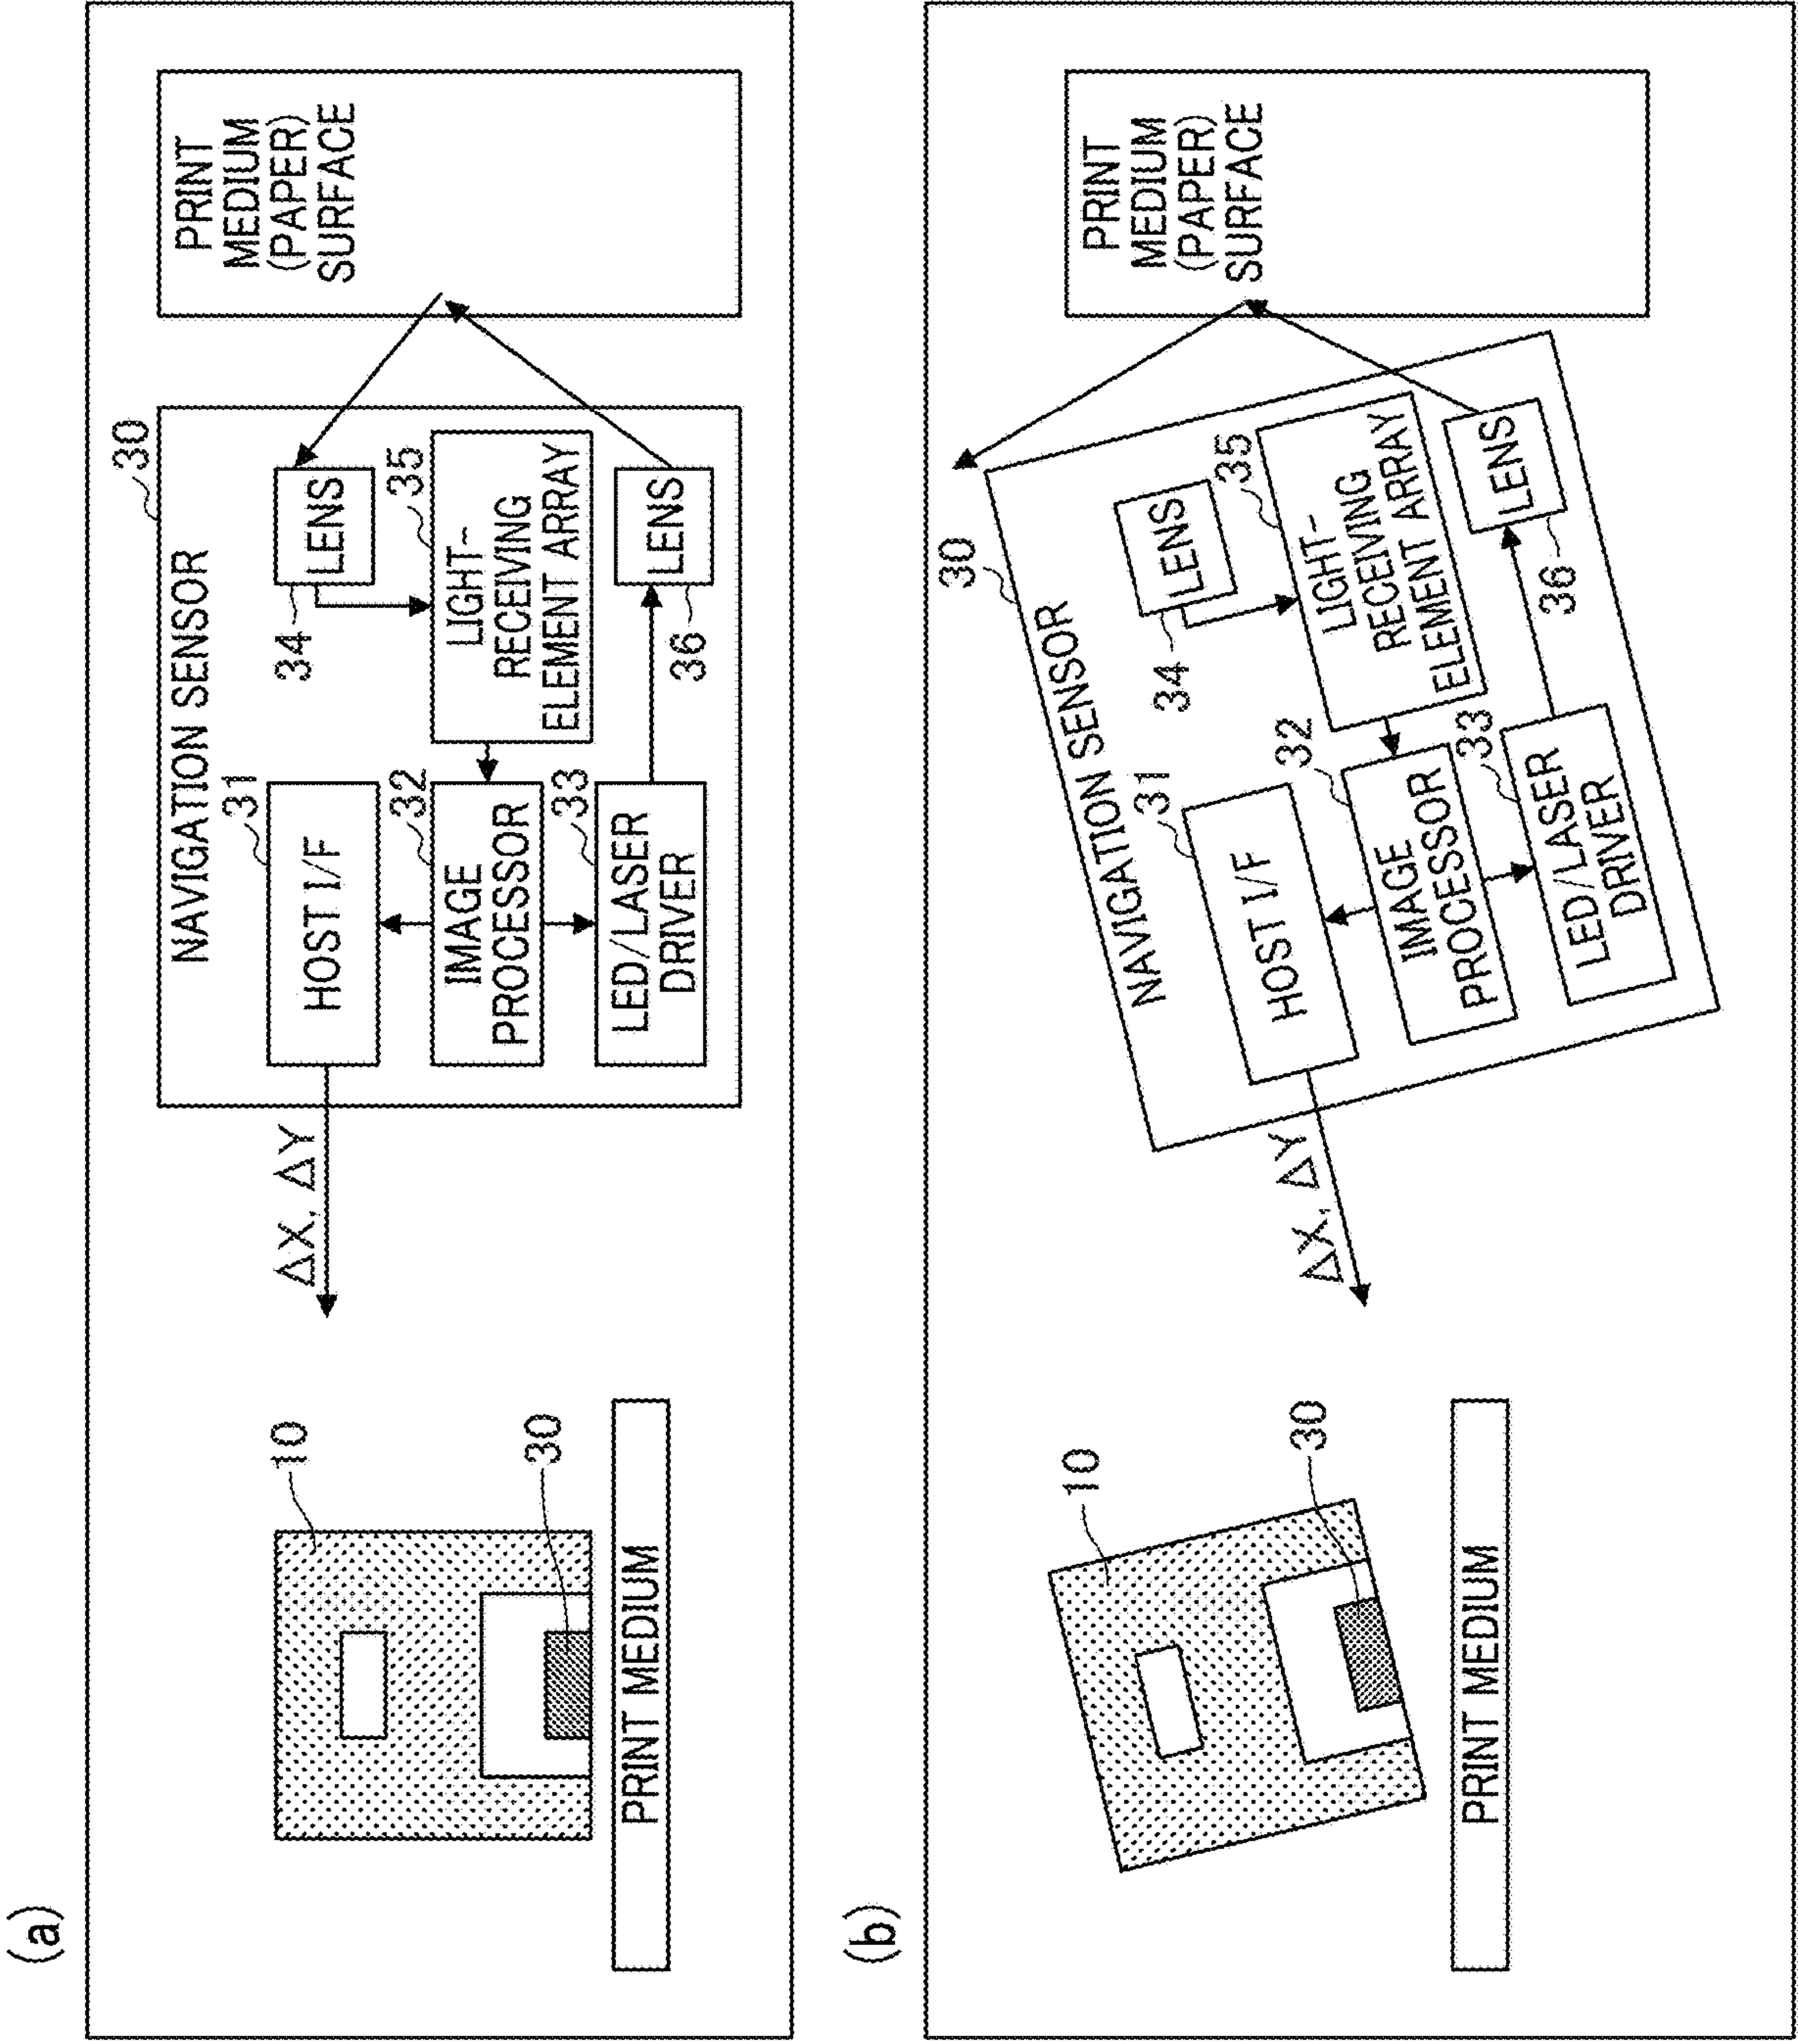 (a)
10
30
PRINT MEDIUM
ΔX, ΔY
30
NAVIGATION SENSOR
31
HOST I/F
32
IMAGE
PROCESSOR
33
LED/LASER
DRIVER
34
LENS
35
LIGHT-
RECEIVING
ELEMENT ARRAY
36
LENS
PRINT
MEDIUM
(PAPER)
SURFACE
(b)
10
30
PRINT MEDIUM
ΔX, ΔY
30
NAVIGATION SENSOR
31
HOST I/F
32
IMAGE
PROCESSOR
33
LED/LASER
DRIVER
34
LENS
35
LIGHT-
RECEIVING
ELEMENT ARRAY
36
LENS
PRINT
MEDIUM
(PAPER)
SURFACE